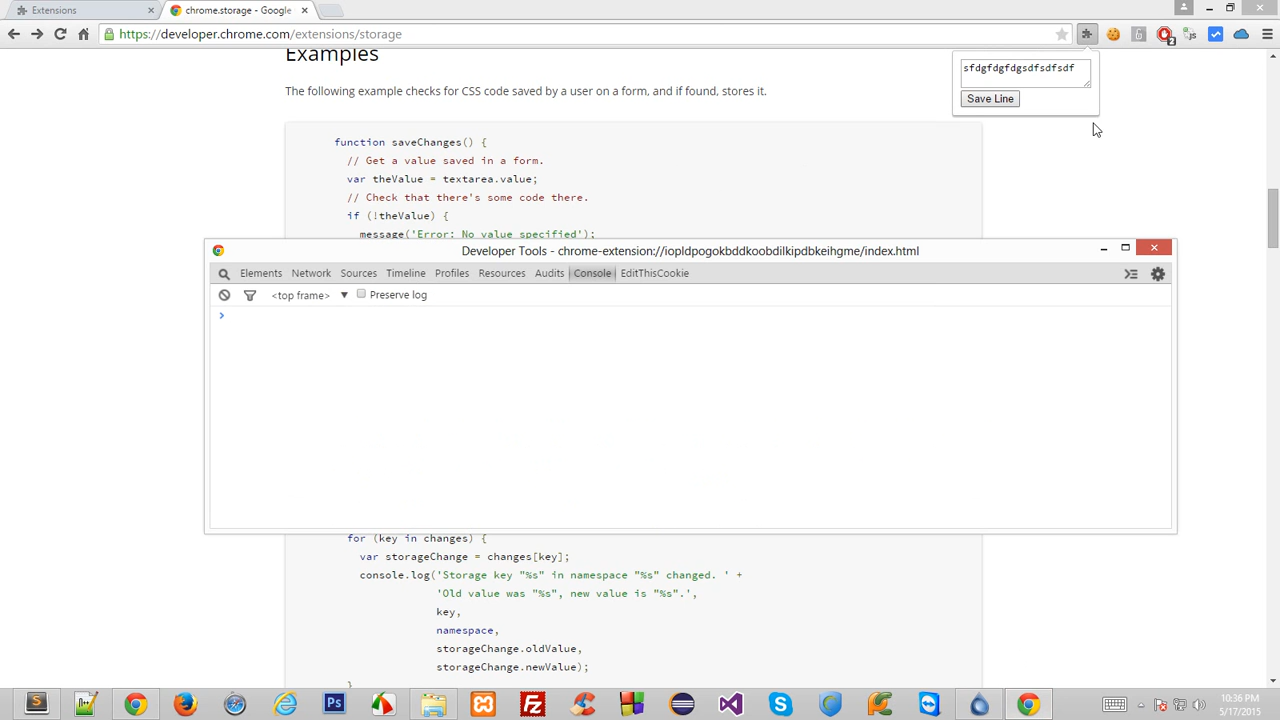 Extensions
chrome.storage - Google
https://developer.chrome.com/extensions/storage
2
Examples
The following example checks for CSS code saved by a user on a form, and if found, stores it.
sfdgfdgfdgsdfsdfsdf
Save Line
function saveChanges() {
// Get a value saved in a form.
var theValue = textarea.value;
// Check that there's some code there.
if (!theValue) {
message('Error: No value specified');
Developer Tools - chrome-extension://iopldpogokbddkoobdilkipdbkeihgme/index.html
Elements Network Sources Timeline Profiles Resources Audits Console EditThisCookie
<top frame> Preserve log
for (key in changes) {
var storageChange = changes[key];
console.log('Storage key "%s" in namespace "%s" changed. ' +
'Old value was "%s", new value is "%s".',
key,
namespace,
storageChange.oldValue,
storageChange.newValue);
}
Ps
Fz
10:36 PM
5/17/2015